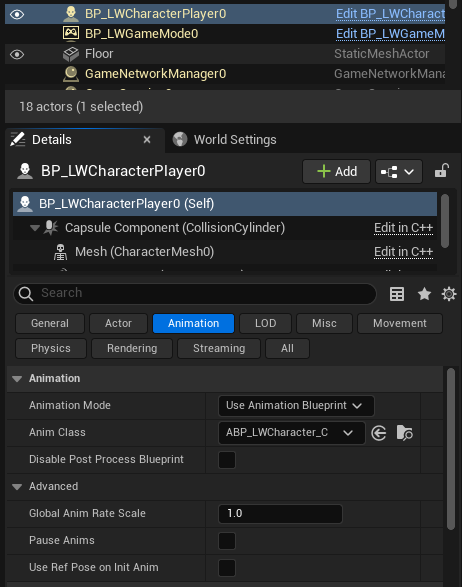 BP_LWCharacterPlayer0 Edit BP_LWCharact
BP_LWGameMode0 Edit BP_LWGameM
Floor StaticMeshActor
GameNetworkManager0 GameNetworkMana
18 actors (1 selected)
Details World Settings
BP_LWCharacterPlayer0 Add
BP_LWCharacterPlayer0 (Self)
Capsule Component (CollisionCylinder) Edit in C++
Mesh (CharacterMesh0) Edit in C++
Search
General Actor Animation LOD Misc Movement
Physics Rendering Streaming All
Animation
Animation Mode Use Animation Blueprint
Anim Class ABP_LWCharacter_C
Disable Post Process Blueprint
Advanced
Global Anim Rate Scale 1.0
Pause Anims
Use Ref Pose on Init Anim